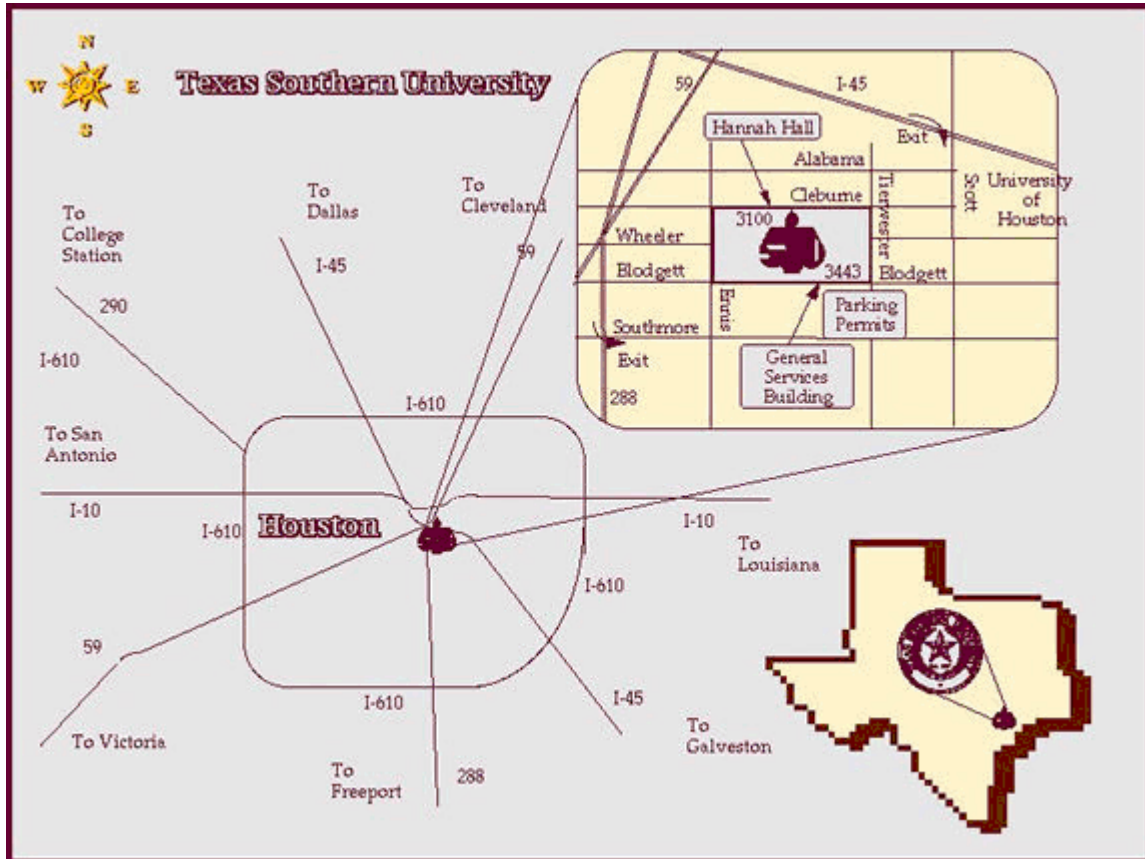 N
W
E
S
Texas Southern University
59
I-45
Hannah Hall
Exit
Alabama
Tierwester
Scott
University
of
Houston
Cleburne
3100
Wheeler
Blodgett
3443
Blodgett
Ennis
Parking
Permits
Southmore
Exit
General
Services
Building
288
To
Dallas
To
Cleveland
To
College
Station
I-45
59
290
I-610
I-610
To San
Antonio
I-10
I-610
Houston
I-10
To
Louisiana
I-610
59
I-610
I-45
To Victoria
To
Galveston
To
Freeport
288